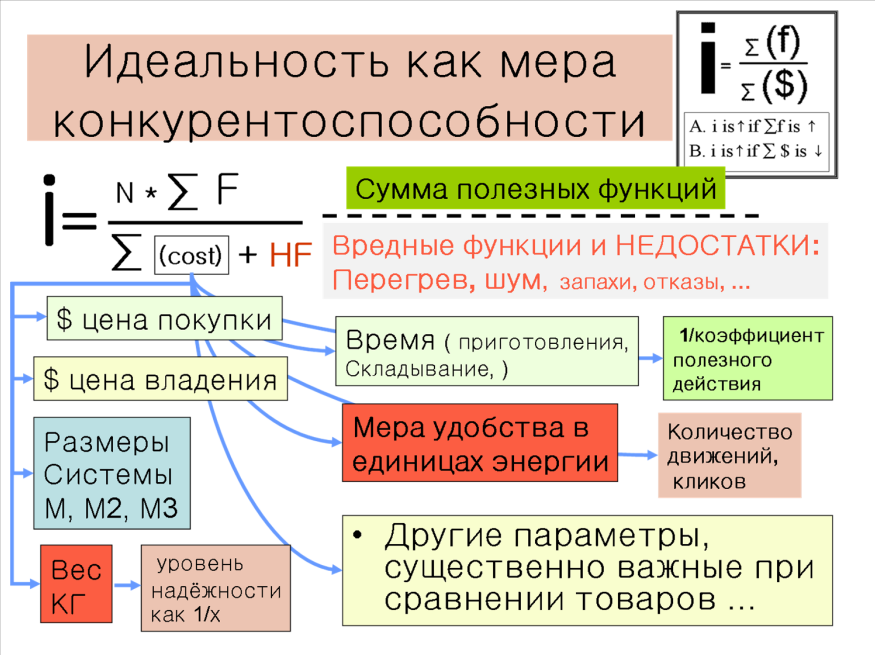 Идеальность как мера
конкурентоспособности
i = Σ (f)
Σ ($)
A. i is↑if Σf is ↑
B. i is↑if Σ $ is ↓
i= N * Σ F
Σ (cost) + HF
Сумма полезных функций
Вредные функции и НЕДОСТАТКИ:
Перегрев, шум, запахи, отказы, ...
$ цена покупки
$ цена владения
Размеры
Системы
М, М2, М3
Вес
КГ
уровень
надёжности
как 1/х
Время ( приготовления,
Складывание, )
1/коэффициент
полезного
действия
Мера удобства в
единицах энергии
Количество
движений,
кликов
• Другие параметры,
существенно важные при
сравнении товаров ...